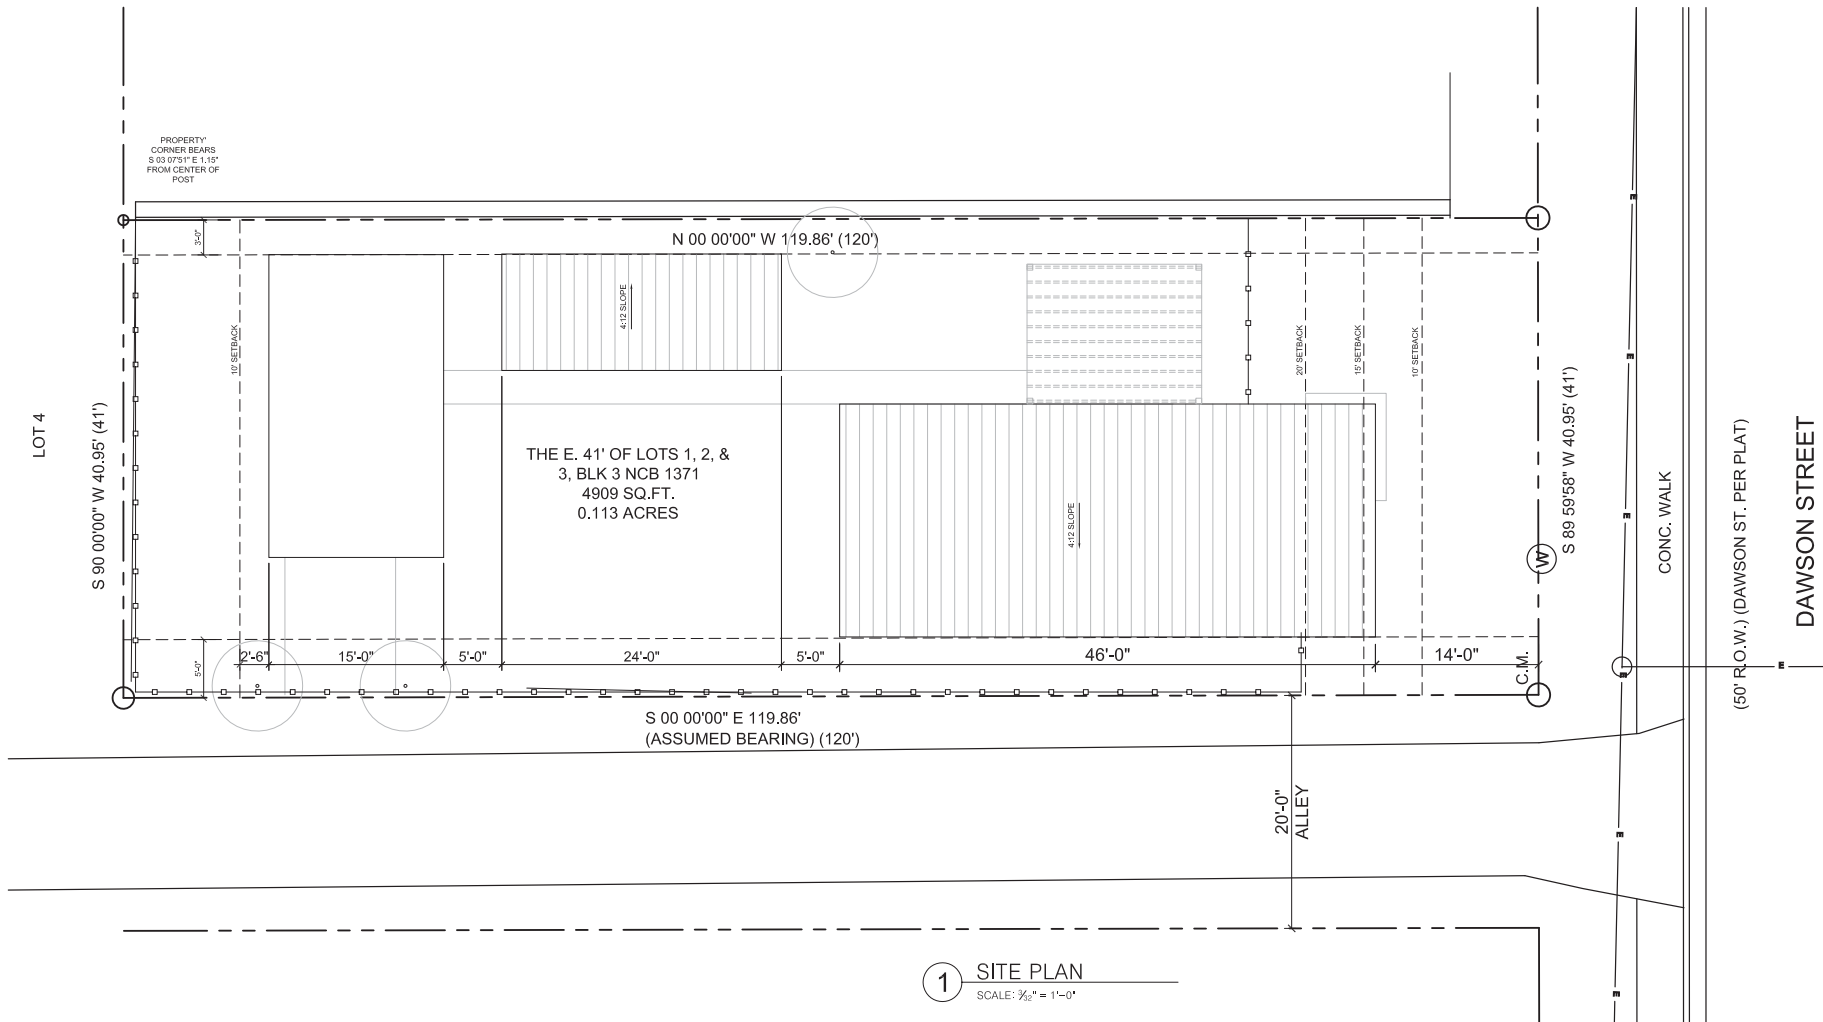 PROPERTY'
CORNER BEARS
S 03 07'51" E 1.15"
FROM CENTER OF
POST
3'-0"
N 00 00'00" W 119.86' (120')
4:12 SLOPE
10' SETBACK
20' SETBACK
15' SETBACK
10' SETBACK
LOT 4
S 90 00'00" W 40.95' (41')
THE E. 41' OF LOTS 1, 2, &
3, BLK 3 NCB 1371
4909 SQ.FT.
0.113 ACRES
4:12 SLOPE
W
S 89 59'58" W 40.95' (41')
CONC. WALK
(50' R.O.W.) (DAWSON ST. PER PLAT)
DAWSON STREET
E
E
E
E
E
E
E
5'-0"
2'-6"
15'-0"
5'-0"
24'-0"
5'-0"
46'-0"
14'-0"
C.M.
S 00 00'00" E 119.86'
(ASSUMED BEARING) (120')
20'-0"
ALLEY
1
SITE PLAN
SCALE: 3/32" = 1'-0"